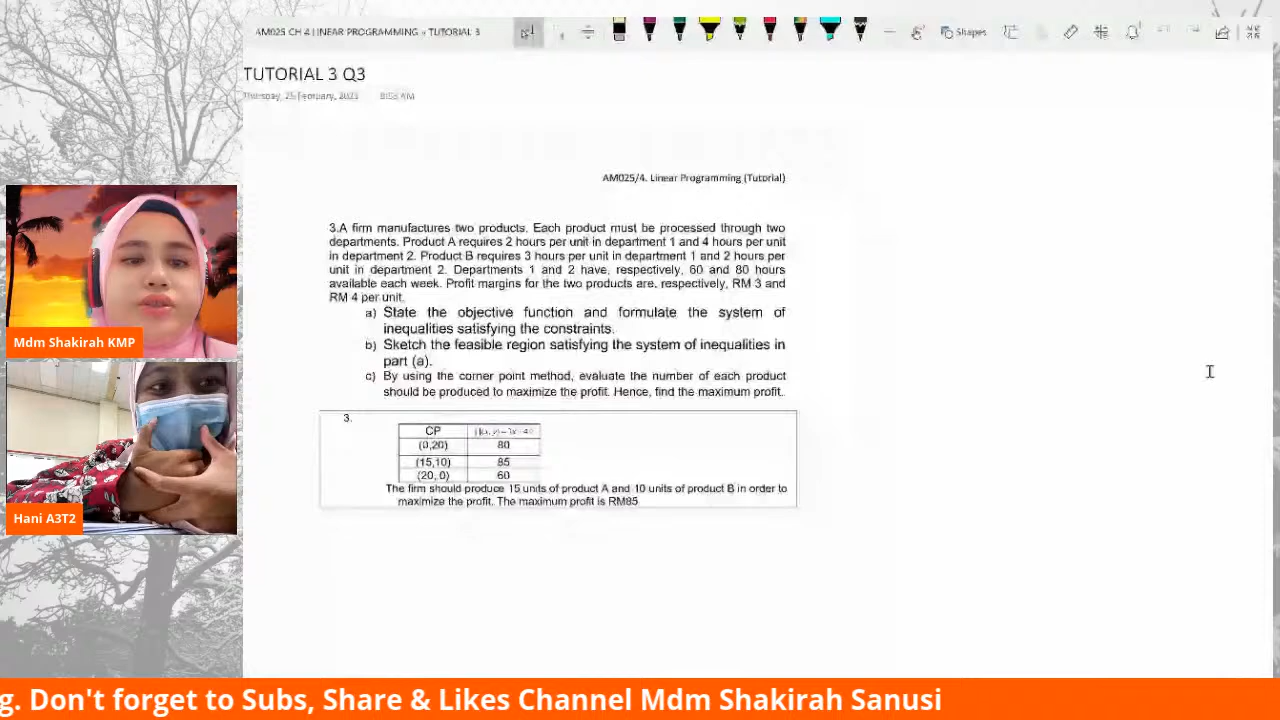 AM025 CH 4 LINEAR PROGRAMMING » TUTORIAL 3
Shapes
TUTORIAL 3 Q3
Thursday, 25 February, 2021
8:53 AM
AM025/4. Linear Programming (Tutorial)
3.A firm manufactures two products. Each product must be processed through two
departments. Product A requires 2 hours per unit in department 1 and 4 hours per unit
in department 2. Product B requires 3 hours per unit in department 1 and 2 hours per
unit in department 2. Departments 1 and 2 have, respectively, 60 and 80 hours
available each week. Profit margins for the two products are, respectively, RM 3 and
RM 4 per unit.
a) State the objective function and formulate the system of
inequalities satisfying the constraints.
b) Sketch the feasible region satisfying the system of inequalities in
part (a).
c) By using the corner point method, evaluate the number of each product
should be produced to maximize the profit. Hence, find the maximum profit.
3.
CP
(0,20) 80
(15,10) 85
(20, 0) 60
The firm should produce 15 units of product A and 10 units of product B in order to
maximize the profit. The maximum profit is RM85
Mdm Shakirah KMP
Hani A3T2
g. Don't forget to Subs, Share & Likes Channel Mdm Shakirah Sanusi